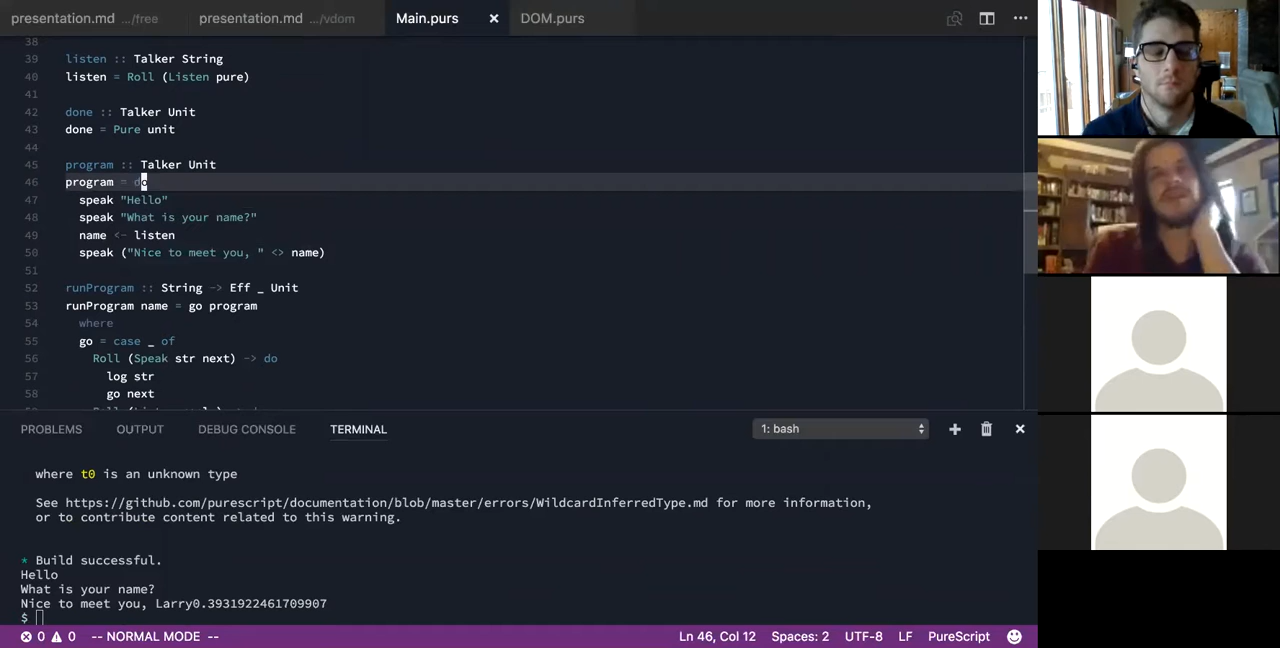 presentation.md .../free presentation.md .../vdom Main.purs × DOM.purs
38
39 listen :: Talker String
40 listen = Roll (Listen pure)
41
42 done :: Talker Unit
43 done = Pure unit
44
45 program :: Talker Unit
46 program = do
47 speak "Hello"
48 speak "What is your name?"
49 name <- listen
50 speak ("Nice to meet you, " <> name)
51
52 runProgram :: String -> Eff _ Unit
53 runProgram name = go program
54 where
55 go = case _ of
56 Roll (Speak str next) -> do
57 log str
58 go next
PROBLEMS OUTPUT DEBUG CONSOLE TERMINAL 1: bash
where t0 is an unknown type
See https://github.com/purescript/documentation/blob/master/errors/WildcardInferredType.md for more information,
or to contribute content related to this warning.
* Build successful.
Hello
What is your name?
Nice to meet you, Larry0.3931922461709907
$
0 0 -- NORMAL MODE -- Ln 46, Col 12 Spaces: 2 UTF-8 LF PureScript